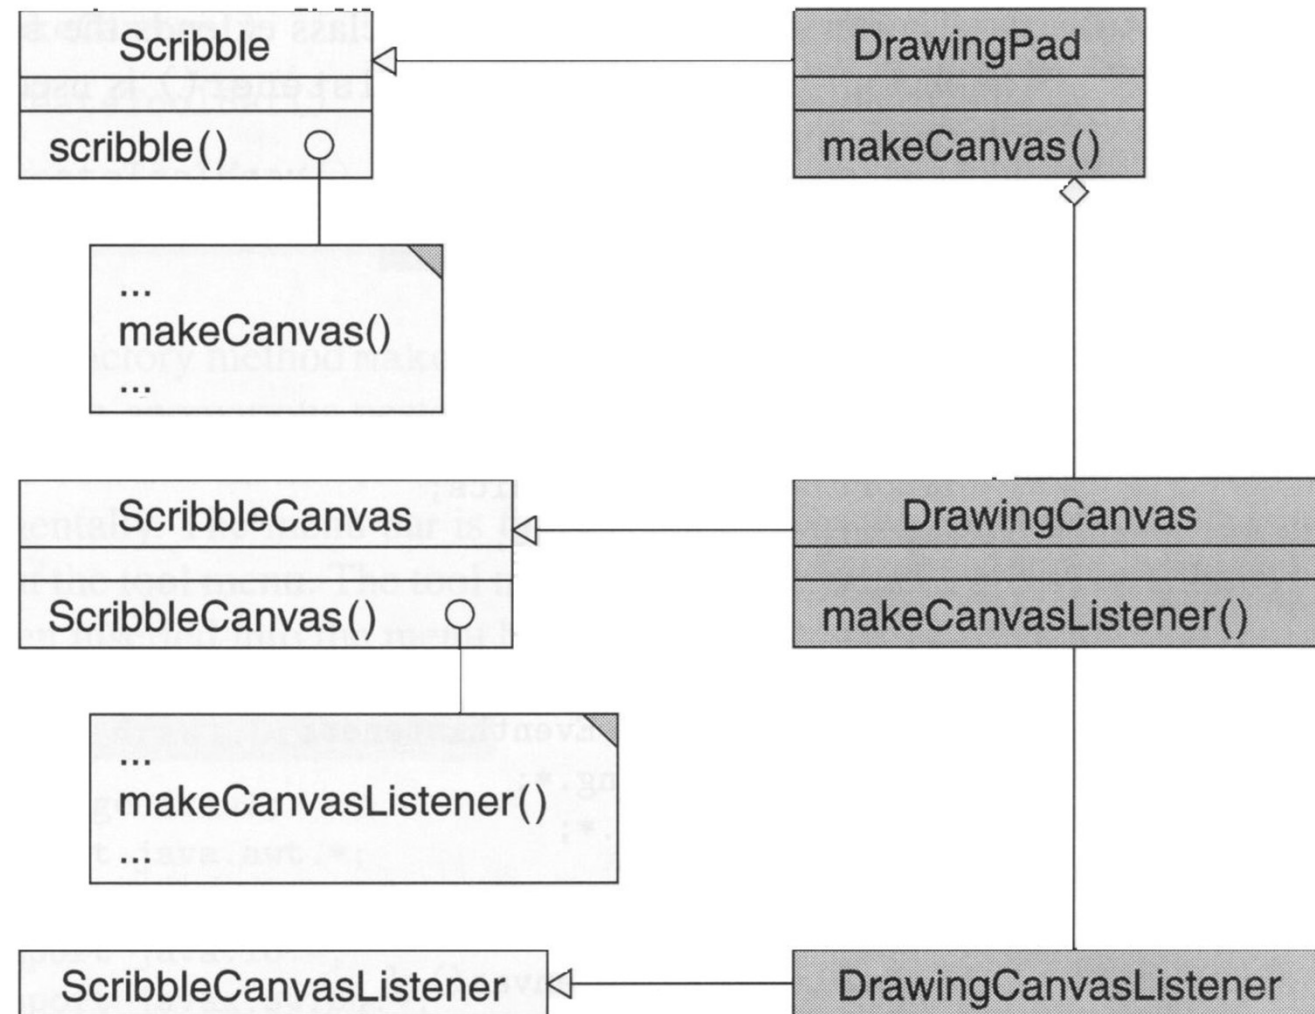 Scribble
scribble()
...
makeCanvas()
...
DrawingPad
makeCanvas()
ScribbleCanvas
ScribbleCanvas()
...
makeCanvasListener()
...
DrawingCanvas
makeCanvasListener()
ScribbleCanvasListener
DrawingCanvasListener